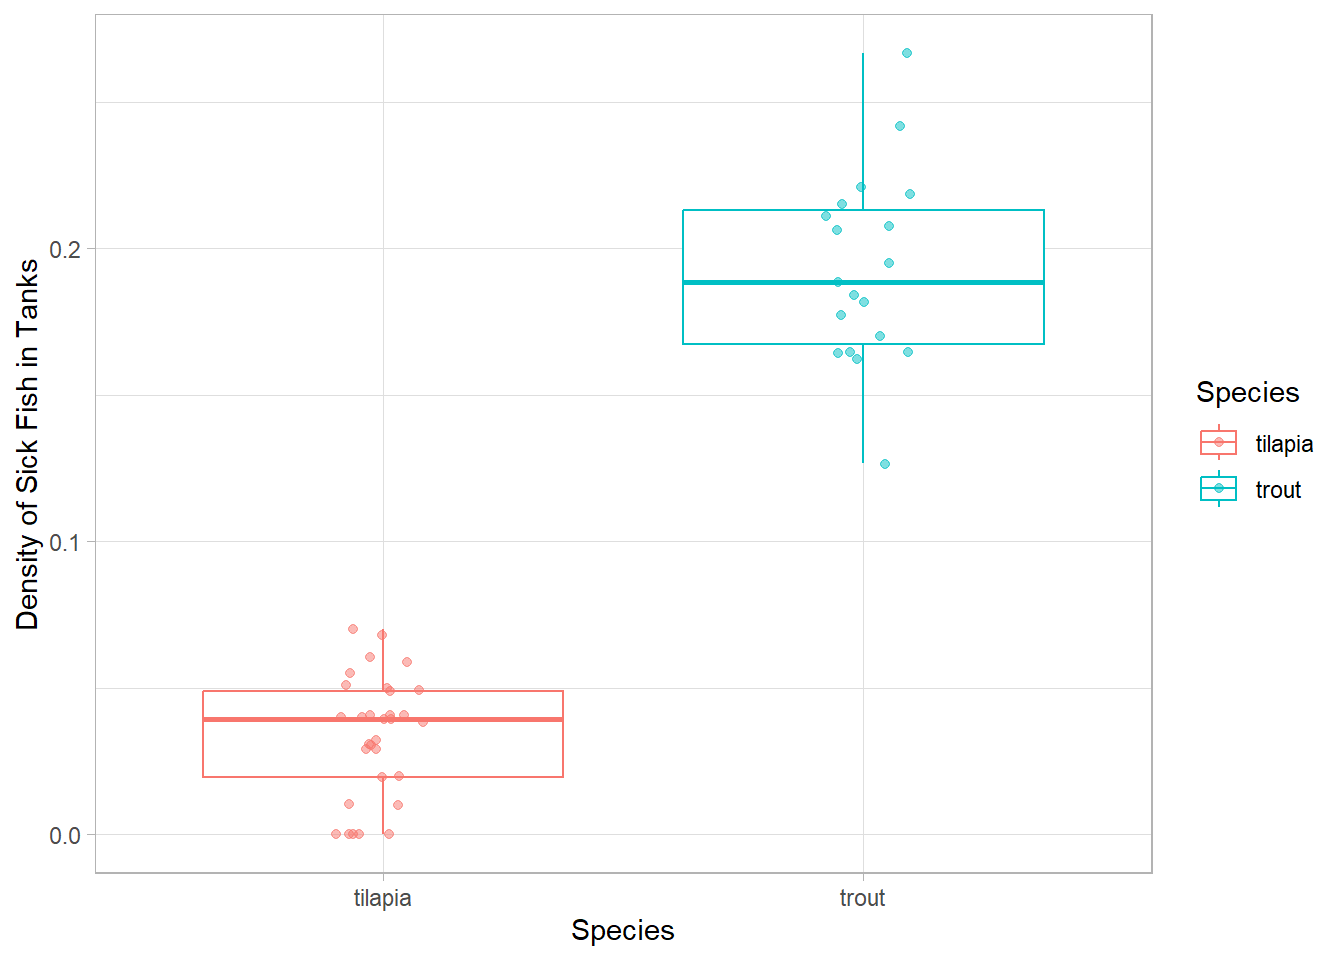 Density of Sick Fish in Tanks
0.2
0.1
0.0
tilapia
trout
Species
Species
tilapia
trout